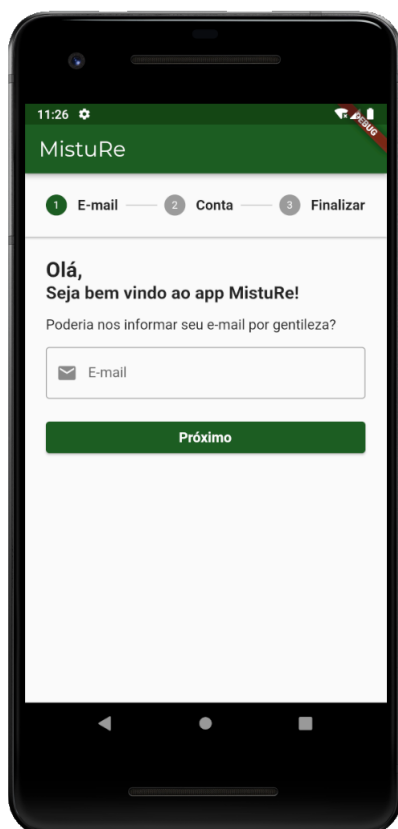 11:26
DEBUG
MistuRe
1 E-mail 2 Conta 3 Finalizar
Olá,
Seja bem vindo ao app MistuRe!
Poderia nos informar seu e-mail por gentileza?
E-mail
Próximo